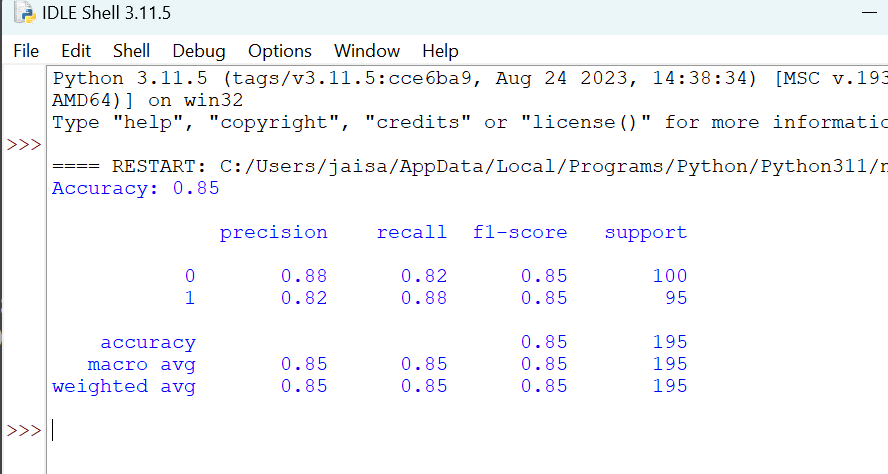 IDLE Shell 3.11.5
File Edit Shell Debug Options Window Help
Python 3.11.5 (tags/v3.11.5:cce6ba9, Aug 24 2023, 14:38:34) [MSC v.193
AMD64)] on win32
Type "help", "copyright", "credits" or "license()" for more informatio
>>>
==== RESTART: C:/Users/jaisa/AppData/Local/Programs/Python/Python311/n
Accuracy: 0.85
precision recall f1-score support
0 0.88 0.82 0.85 100
1 0.82 0.88 0.85 95
accuracy 0.85 195
macro avg 0.85 0.85 0.85 195
weighted avg 0.85 0.85 0.85 195
>>>